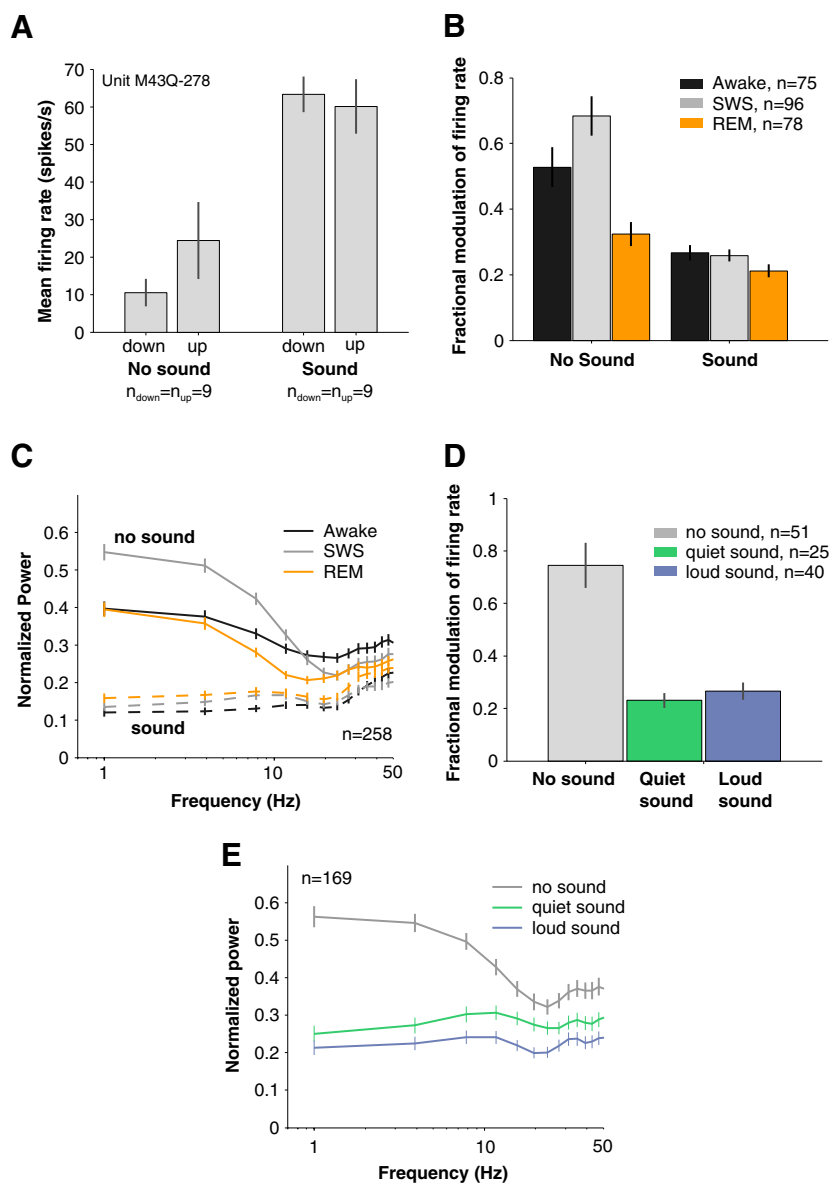 A
Unit M43Q-278
Mean firing rate (spikes/s)
70
60
50
40
30
20
10
0
down
up
down
up
No sound
Sound
n_down=n_up=9
n_down=n_up=9
B
Fractional modulation of firing rate
0.8
0.6
0.4
0.2
0
Awake, n=75
SWS, n=96
REM, n=78
No Sound
Sound
C
Normalized Power
0.6
0.5
0.4
0.3
0.2
0.1
0
no sound
Awake
SWS
REM
sound
n=258
1
10
50
Frequency (Hz)
D
Fractional modulation of firing rate
1
0.8
0.6
0.4
0.2
0
no sound, n=51
quiet sound, n=25
loud sound, n=40
No sound
Quiet
sound
Loud
sound
E
n=169
Normalized power
0.6
0.5
0.4
0.3
0.2
0.1
0
no sound
quiet sound
loud sound
1
10
50
Frequency (Hz)